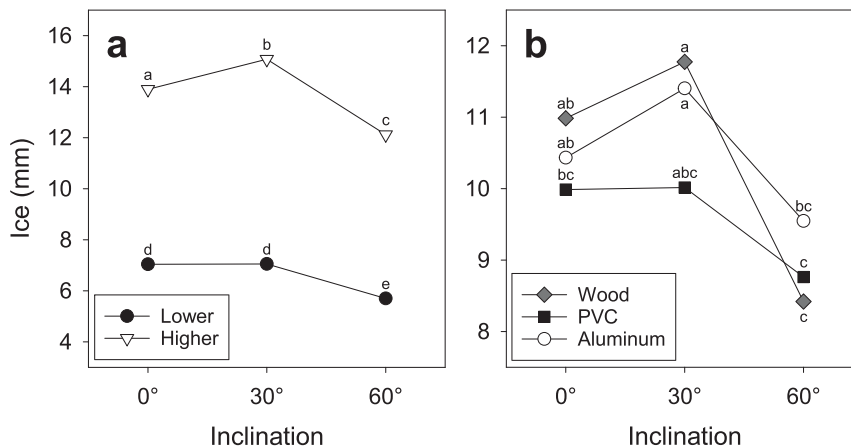 a
16
14
12
10
8
6
4
Ice (mm)
a
b
c
d
d
e
Lower
Higher
0°
30°
60°
Inclination
b
12
11
10
9
8
ab
a
ab
a
bc
abc
bc
c
c
Wood
PVC
Aluminum
0°
30°
60°
Inclination